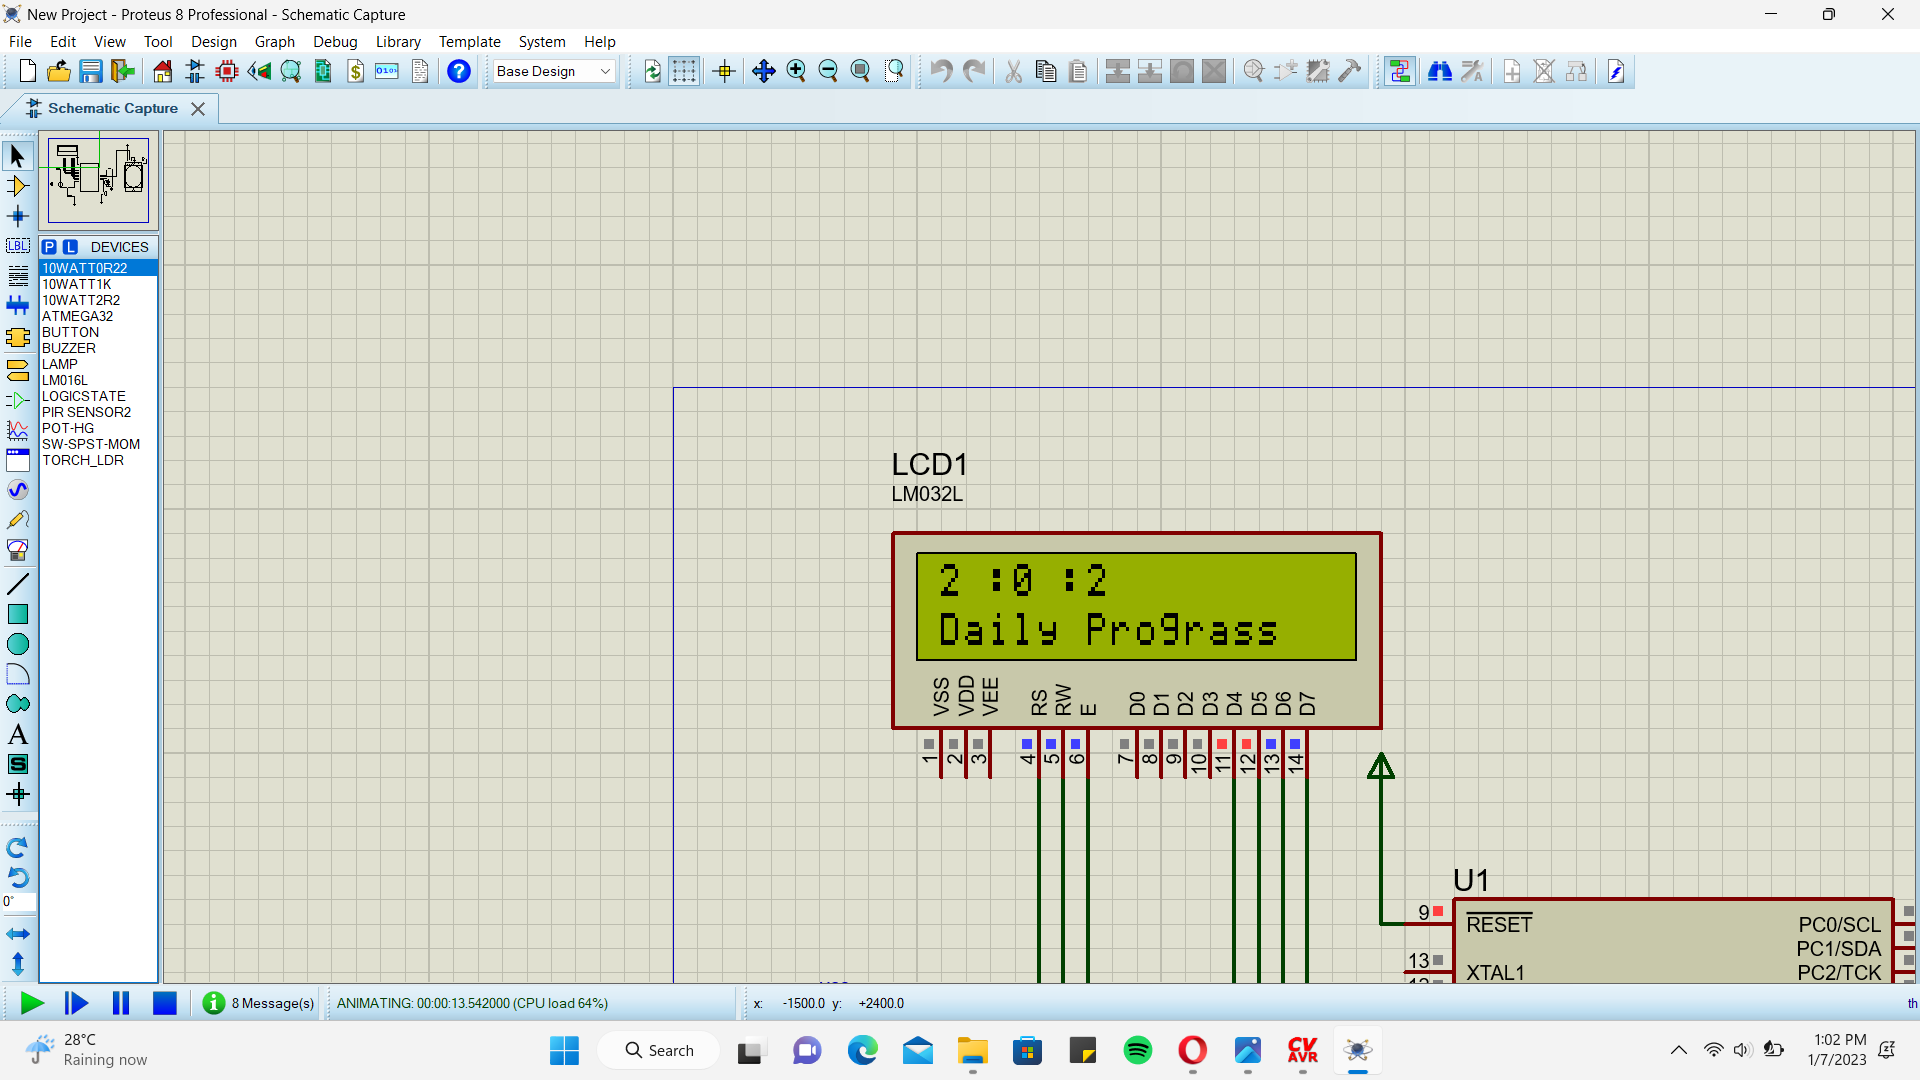 New Project - Proteus 8 Professional - Schematic Capture
File Edit View Tool Design Graph Debug Library Template System Help
Base Design
Schematic Capture
P L DEVICES
10WATT0R22
10WATT1K
10WATT2R2
ATMEGA32
BUTTON
BUZZER
LAMP
LM016L
LOGICSTATE
PIR SENSOR2
POT-HG
SW-SPST-MOM
TORCH_LDR
LBL
A
S
0°
LCD1
LM032L
2 :0 :2
Daily Prograss
VSS VDD VEE RS RW E D0 D1 D2 D3 D4 D5 D6 D7
1 2 3 4 5 6 7 8 9 10 11 12 13 14
U1
9 RESET PC0/SCL
PC1/SDA
13 XTAL1 PC2/TCK
8 Message(s) ANIMATING: 00:00:13.542000 (CPU load 64%) x: -1500.0 y: +2400.0 th
28°C
Raining now
Search
CV
AVR
1:02 PM
1/7/2023